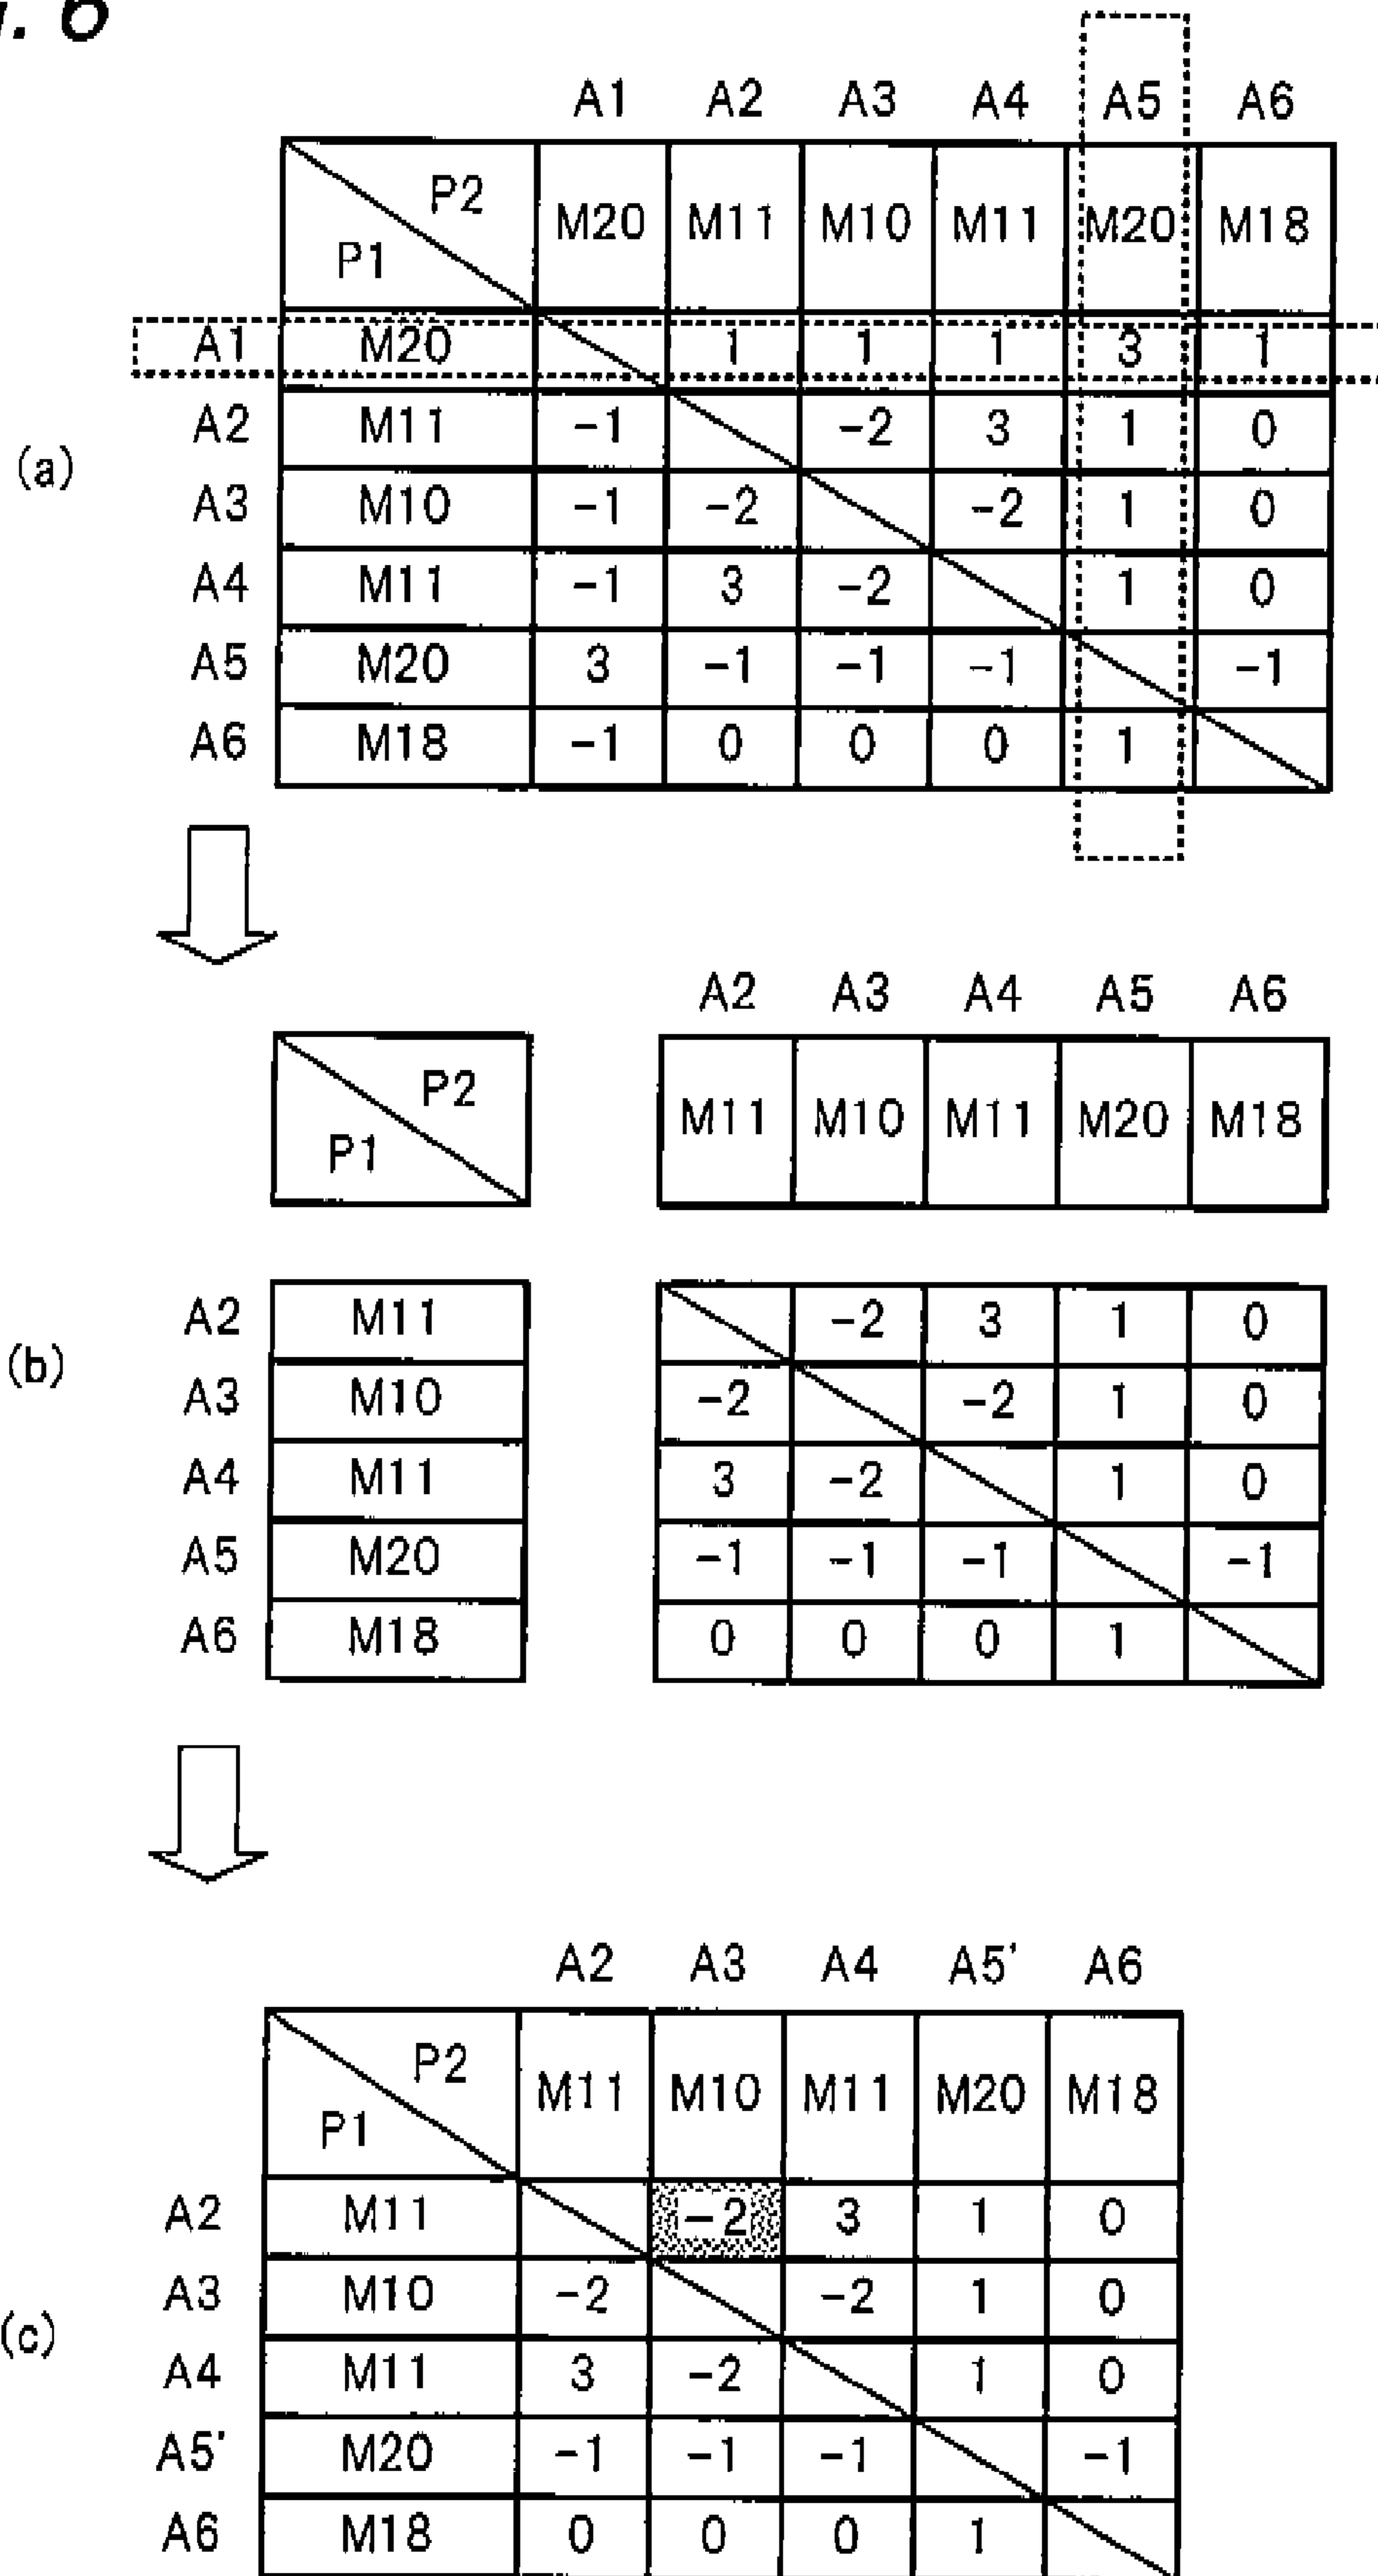 . 6
A1 A2 A3 A4 A5 A6
P2
P1
M20 M11 M10 M11 M20 M18
A1 M20 1 1 1 3 1
A2 M11 -1 -2 3 1 0
(a)
A3 M10 -1 -2 -2 1 0
A4 M11 -1 3 -2 1 0
A5 M20 3 -1 -1 -1 -1
A6 M18 -1 0 0 0 1
A2 A3 A4 A5 A6
P2
P1
M11 M10 M11 M20 M18
A2 M11 -2 3 1 0
(b)
A3 M10 -2 -2 1 0
A4 M11 3 -2 1 0
A5 M20 -1 -1 -1 -1
A6 M18 0 0 0 1
A2 A3 A4 A5' A6
P2
P1
M11 M10 M11 M20 M18
A2 M11 -2 3 1 0
A3 M10 -2 -2 1 0
(c)
A4 M11 3 -2 1 0
A5' M20 -1 -1 -1 -1
A6 M18 0 0 0 1